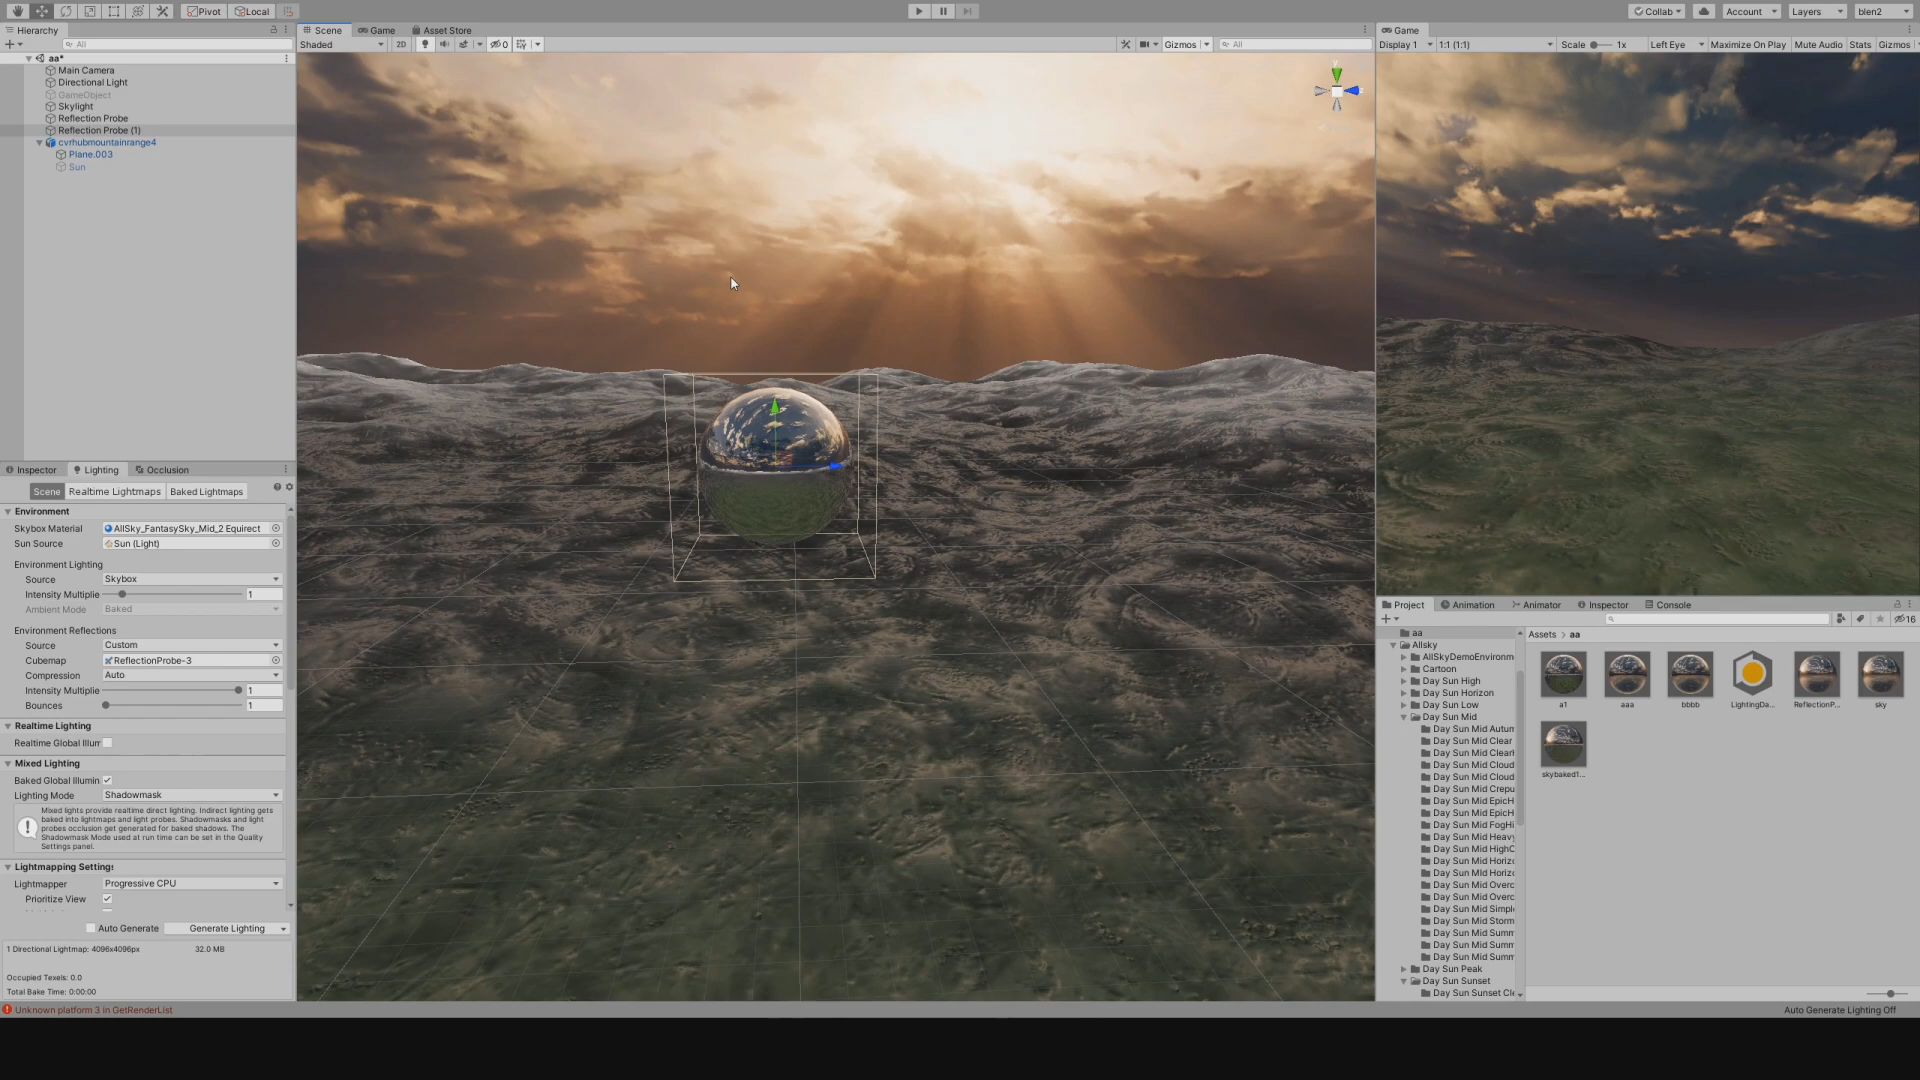 Pivot Local Collab Account Layers blen2
Hierarchy
All
aa*
Main Camera
Directional Light
GameObject
Skylight
Reflection Probe
Reflection Probe (1)
cvrhubmountainrange4
Plane.003
Sun
Scene Game Asset Store
Shaded 2D 0 Gizmos All
y
Game
Display 1 1:1 (1:1) Scale 1x Left Eye Maximize On Play Mute Audio Stats Gizmos
Inspector Lighting Occlusion
Scene Realtime Lightmaps Baked Lightmaps
Environment
Skybox Material AllSky_FantasySky_Mid_2 Equirect
Sun Source Sun (Light)
Environment Lighting
Source Skybox
Intensity Multiplie 1
Ambient Mode Baked
Environment Reflections
Source Custom
Cubemap ReflectionProbe-3
Compression Auto
Intensity Multiplie 1
Bounces 1
Realtime Lighting
Realtime Global Illum
Mixed Lighting
Baked Global Illumin
Lighting Mode Shadowmask
Mixed lights provide realtime direct lighting. Indirect lighting gets
baked into lightmaps and light probes. Shadowmasks and light
probes occlusion get generated for baked shadows. The
Shadowmask Mode used at run time can be set in the Quality
Settings panel.
Lightmapping Settings
Lightmapper Progressive CPU
Prioritize View
Auto Generate Generate Lighting
1 Directional Lightmap: 4096x4096px 32.0 MB
Occupied Texels: 0.0
Total Bake Time: 0:00:00
Project Animation Animator Inspector Console
16
aa
Allsky
AllSkyDemoEnvironm
Cartoon
Day Sun High
Day Sun Horizon
Day Sun Low
Day Sun Mid
Day Sun Mid Autum
Day Sun Mid Clear
Day Sun Mid Clear
Day Sun Mid Cloud
Day Sun Mid Cloud
Day Sun Mid Crepu
Day Sun Mid EpicH
Day Sun Mid EpicH
Day Sun Mid FogHi
Day Sun Mid Heavy
Day Sun Mid HighC
Day Sun Mid Horizo
Day Sun Mid Horizo
Day Sun Mid Overc
Day Sun Mid Overc
Day Sun Mid Simple
Day Sun Mid Storm
Day Sun Mid Summ
Day Sun Mid Summ
Day Sun Mid Summ
Day Sun Peak
Day Sun Sunset
Day Sun Sunset Cle
Assets > aa
a1 aaa bbbb LightingDa... ReflectionP... sky
skybaked1...
Unknown platform 3 in GetRenderList
Auto Generate Lighting Off